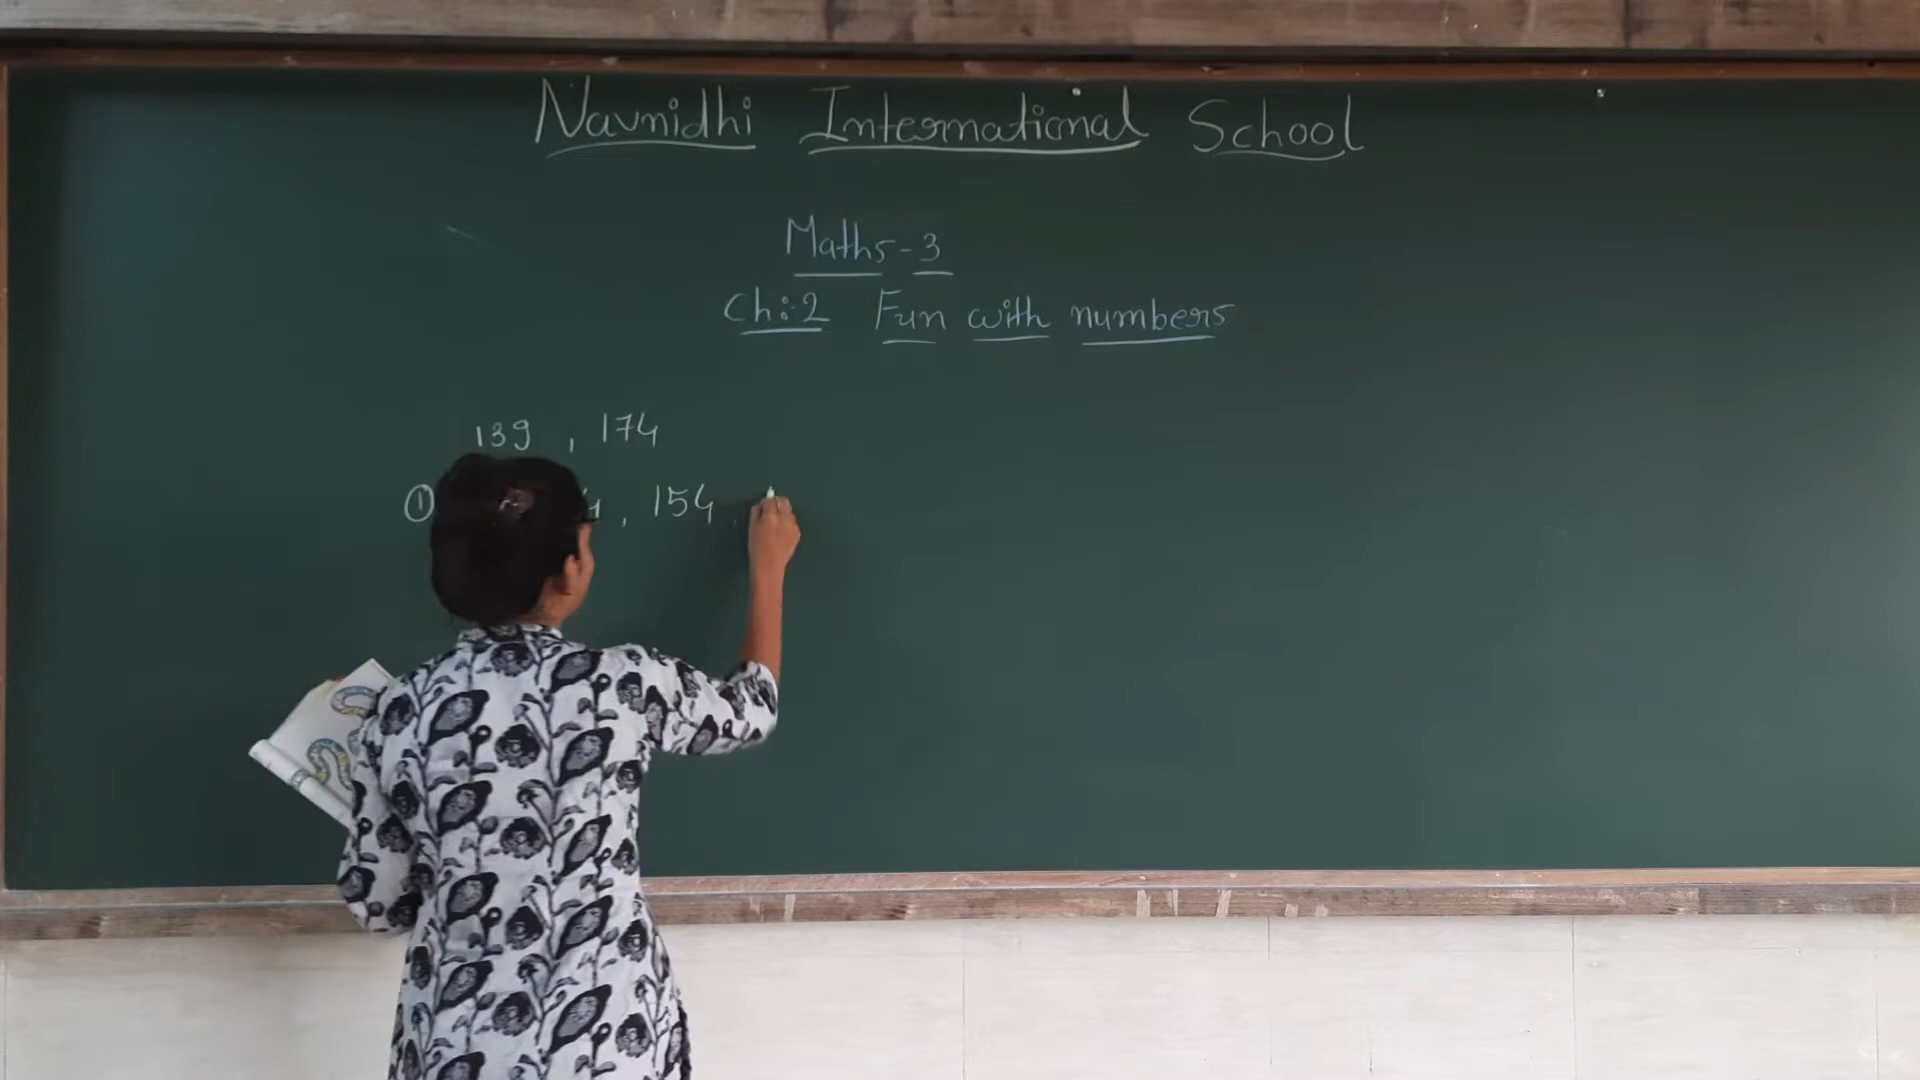 Navnidhi International School
Maths-3
Ch:-2 Fun with numbers
139 , 174
① , 154 ,